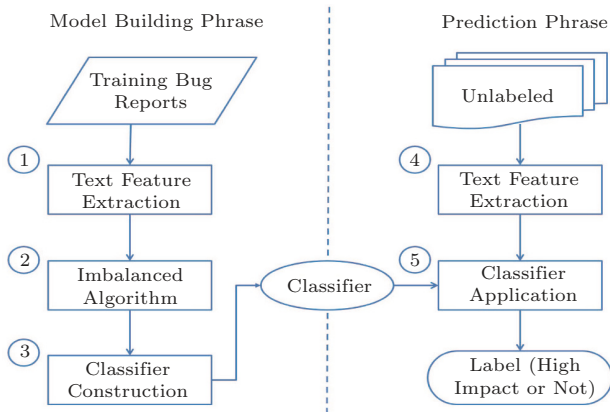 Model Building Phrase
Training Bug
Reports
1
Text Feature
Extraction
2
Imbalanced
Algorithm
3
Classifier
Construction
Classifier
Prediction Phrase
Unlabeled
4
Text Feature
Extraction
5
Classifier
Application
Label (High
Impact or Not)